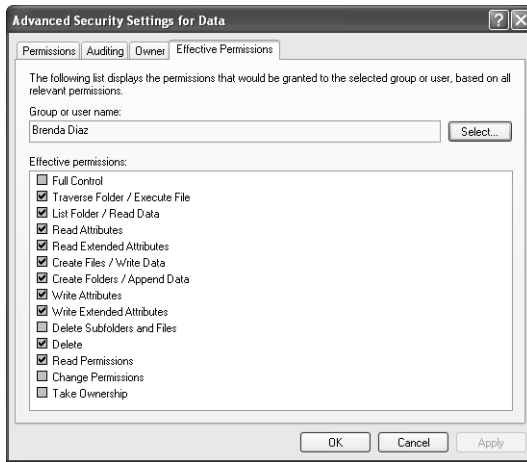 Advanced Security Settings for Data
Permissions Auditing Owner Effective Permissions
The following list displays the permissions that would be granted to the selected group or user, based on all
relevant permissions.
Group or user name:
Brenda Diaz
Select...
Effective permissions:
Full Control
Traverse Folder / Execute File
List Folder / Read Data
Read Attributes
Read Extended Attributes
Create Files / Write Data
Create Folders / Append Data
Write Attributes
Write Extended Attributes
Delete Subfolders and Files
Delete
Read Permissions
Change Permissions
Take Ownership
OK Cancel Apply